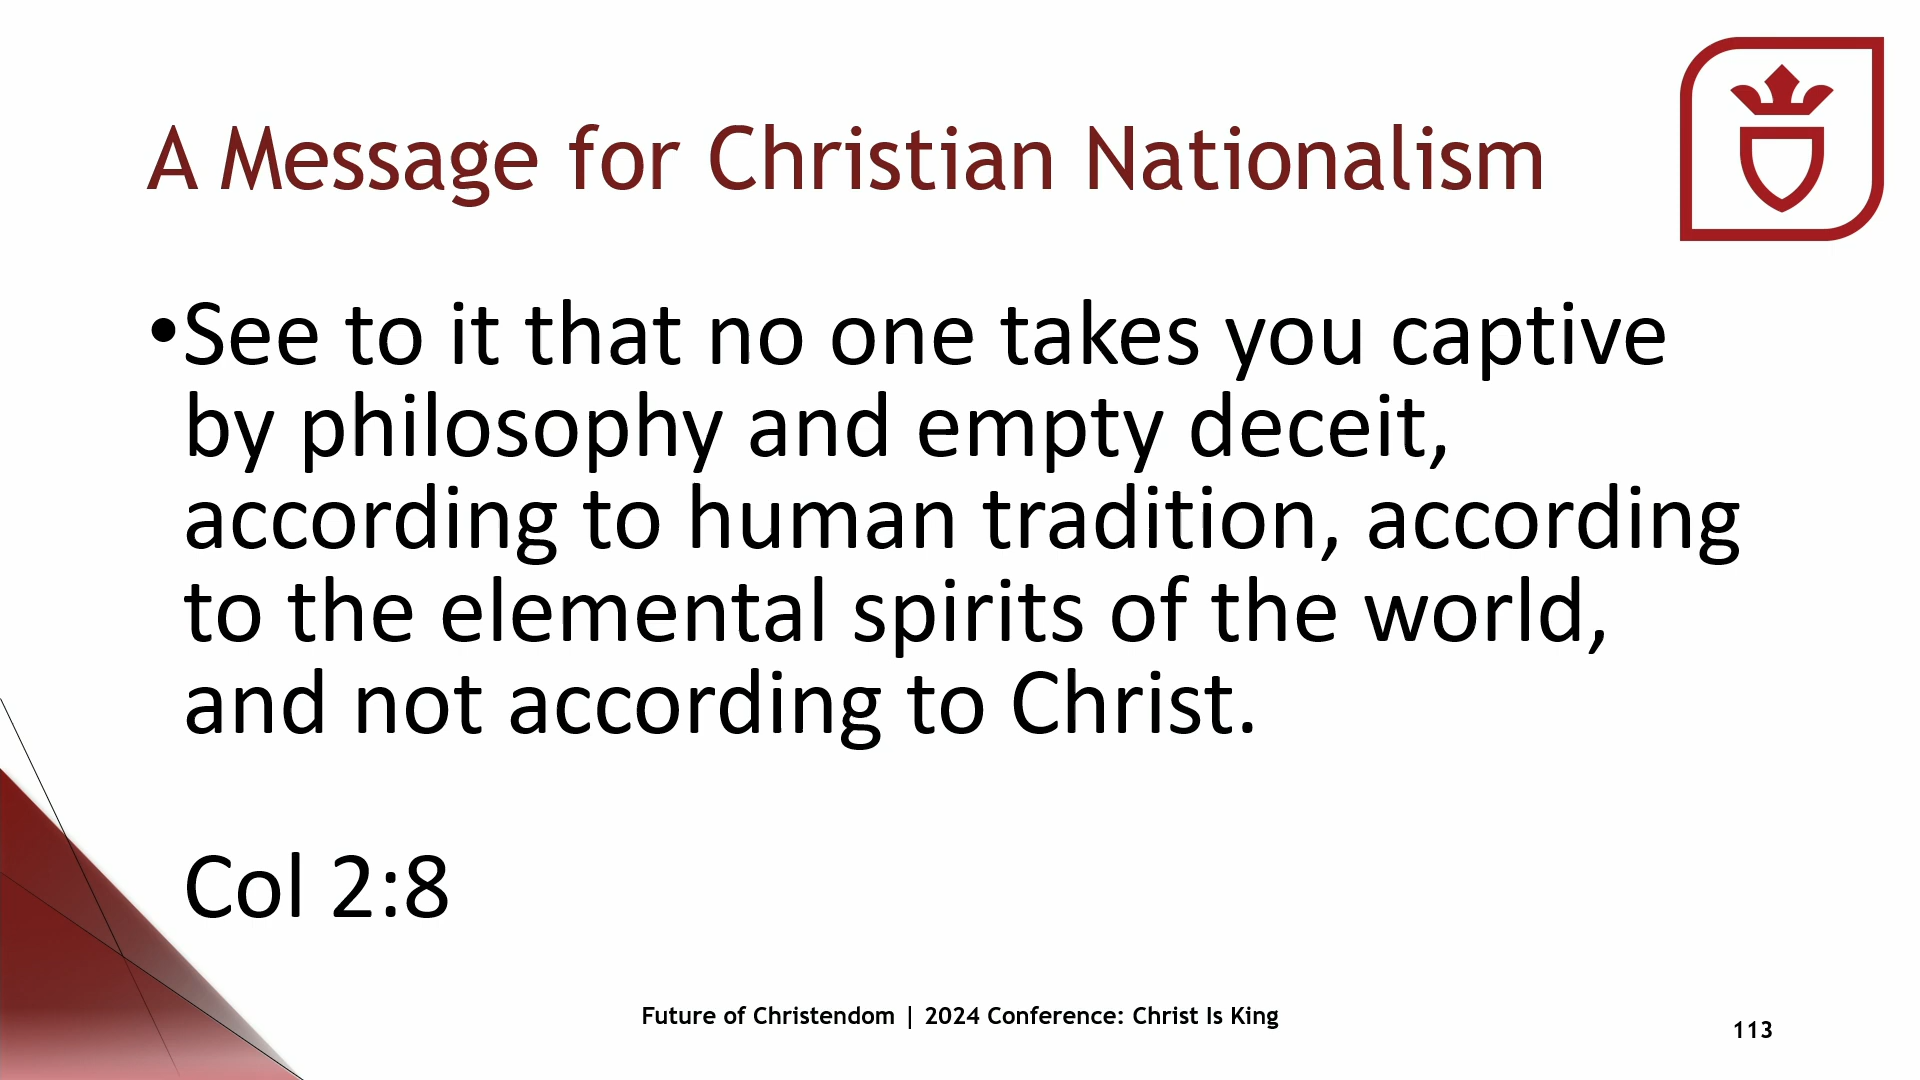 A Message for Christian Nationalism
•See to it that no one takes you captive
by philosophy and empty deceit,
according to human tradition, according
to the elemental spirits of the world,
and not according to Christ.
Col 2:8
Future of Christendom | 2024 Conference: Christ Is King
113